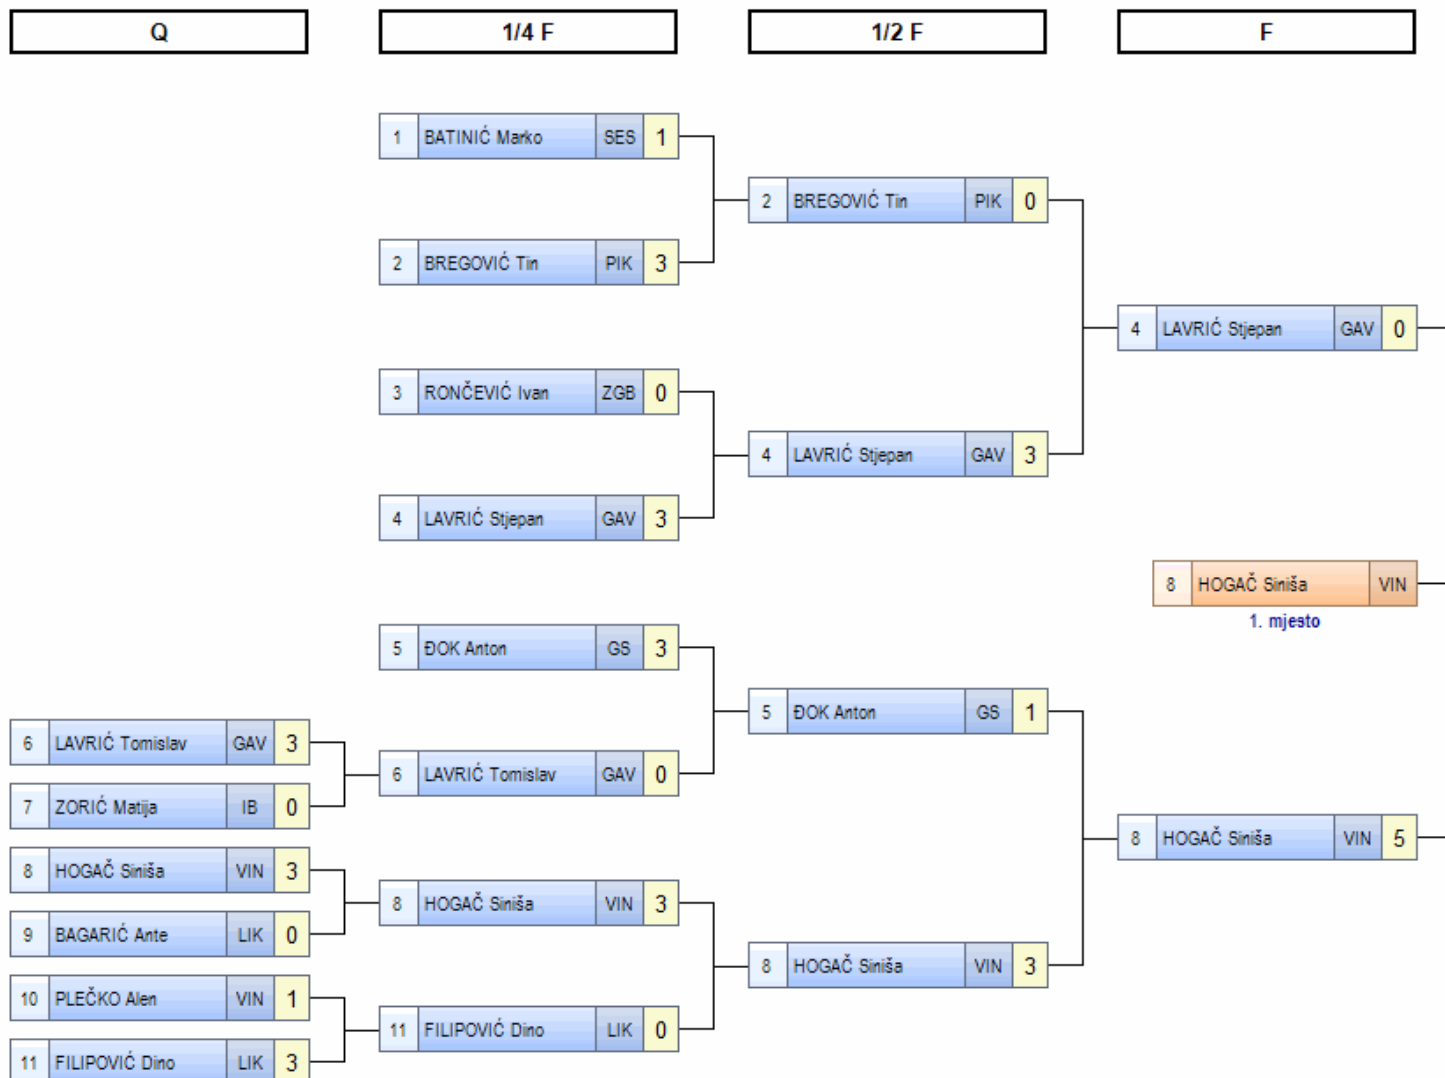 Q 1/4 F 1/2 F F
1 BATINIĆ Marko SES 1
2 BREGOVIĆ Tin PIK 0
2 BREGOVIĆ Tin PIK 3
4 LAVRIĆ Stjepan GAV 0
3 RONČEVIĆ Ivan ZGB 0
4 LAVRIĆ Stjepan GAV 3
4 LAVRIĆ Stjepan GAV 3
8 HOGAČ Siniša VIN
1. mjesto
5 ĐOK Anton GS 3
5 ĐOK Anton GS 1
6 LAVRIĆ Tomislav GAV 3
6 LAVRIĆ Tomislav GAV 0
7 ZORIĆ Matija IB 0
8 HOGAČ Siniša VIN 5
8 HOGAČ Siniša VIN 3
8 HOGAČ Siniša VIN 3
9 BAGARIĆ Ante LIK 0
8 HOGAČ Siniša VIN 3
10 PLEČKO Alen VIN 1
11 FILIPOVIĆ Dino LIK 0
11 FILIPOVIĆ Dino LIK 3